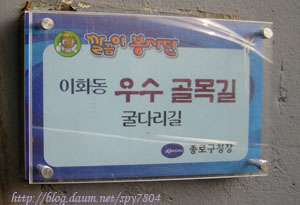 깔끔이 봉사단
이화동 우수 골목길
굴다리길
종로구청장
http://blog.daum.net/spy7804